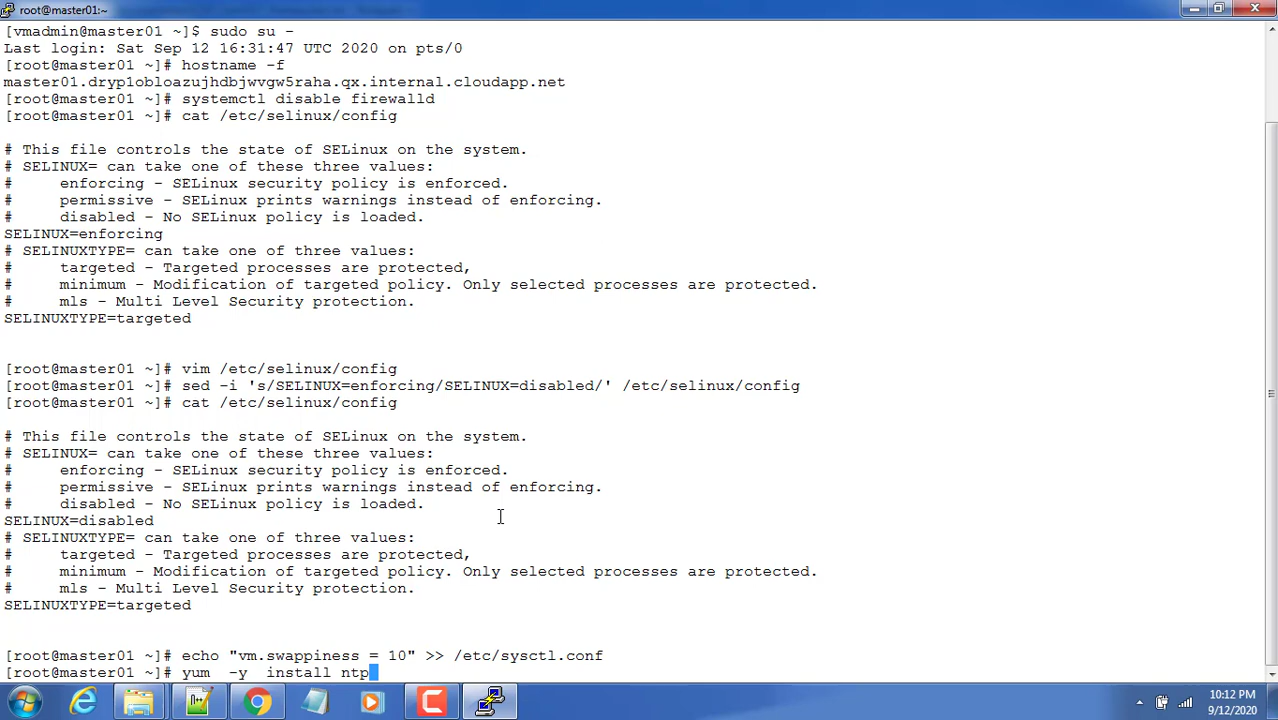 root@master01:~
[vmadmin@master01 ~]$ sudo su -
Last login: Sat Sep 12 16:31:47 UTC 2020 on pts/0
[root@master01 ~]# hostname -f
master01.dryp1obloazujhdbjwvgw5raha.qx.internal.cloudapp.net
[root@master01 ~]# systemctl disable firewalld
[root@master01 ~]# cat /etc/selinux/config
# This file controls the state of SELinux on the system.
# SELINUX= can take one of these three values:
#     enforcing - SELinux security policy is enforced.
#     permissive - SELinux prints warnings instead of enforcing.
#     disabled - No SELinux policy is loaded.
SELINUX=enforcing
# SELINUXTYPE= can take one of three values:
#     targeted - Targeted processes are protected,
#     minimum - Modification of targeted policy. Only selected processes are protected.
#     mls - Multi Level Security protection.
SELINUXTYPE=targeted
[root@master01 ~]# vim /etc/selinux/config
[root@master01 ~]# sed -i 's/SELINUX=enforcing/SELINUX=disabled/' /etc/selinux/config
[root@master01 ~]# cat /etc/selinux/config
# This file controls the state of SELinux on the system.
# SELINUX= can take one of these three values:
#     enforcing - SELinux security policy is enforced.
#     permissive - SELinux prints warnings instead of enforcing.
#     disabled - No SELinux policy is loaded.
SELINUX=disabled
# SELINUXTYPE= can take one of three values:
#     targeted - Targeted processes are protected,
#     minimum - Modification of targeted policy. Only selected processes are protected.
#     mls - Multi Level Security protection.
SELINUXTYPE=targeted
[root@master01 ~]# echo "vm.swappiness = 10" >> /etc/sysctl.conf
[root@master01 ~]# yum  -y  install ntp
10:12 PM
9/12/2020